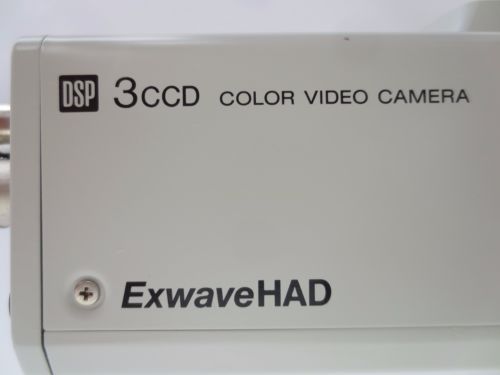 DSP 3CCD COLOR VIDEO CAMERA
ExwaveHAD